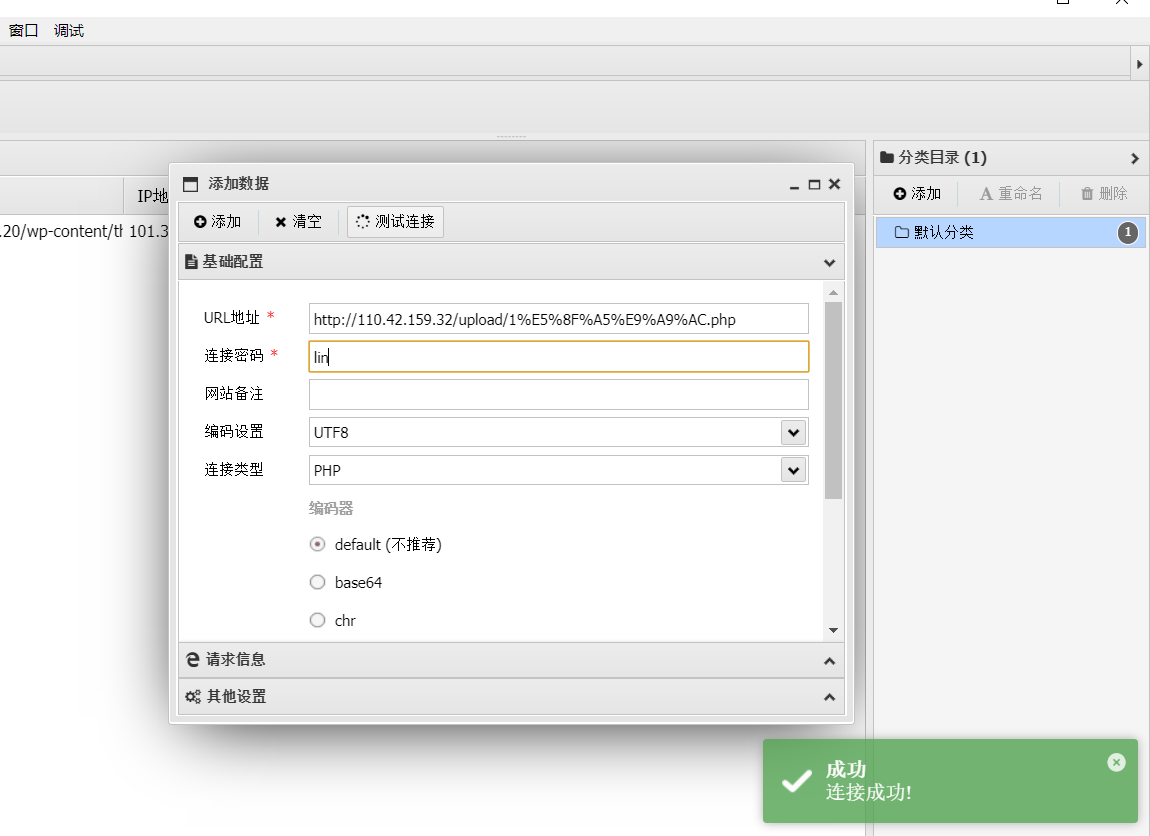 窗口 调试
分类目录 (1)
添加 重命名 删除
默认分类 1
IP地
.20/wp-content/th 101.3
添加数据
添加 清空 测试连接
基础配置
URL地址 * http://110.42.159.32/upload/1%E5%8F%A5%E9%A9%AC.php
连接密码 * lin
网站备注
编码设置 UTF8
连接类型 PHP
编码器
default (不推荐)
base64
chr
请求信息
其他设置
成功
连接成功!